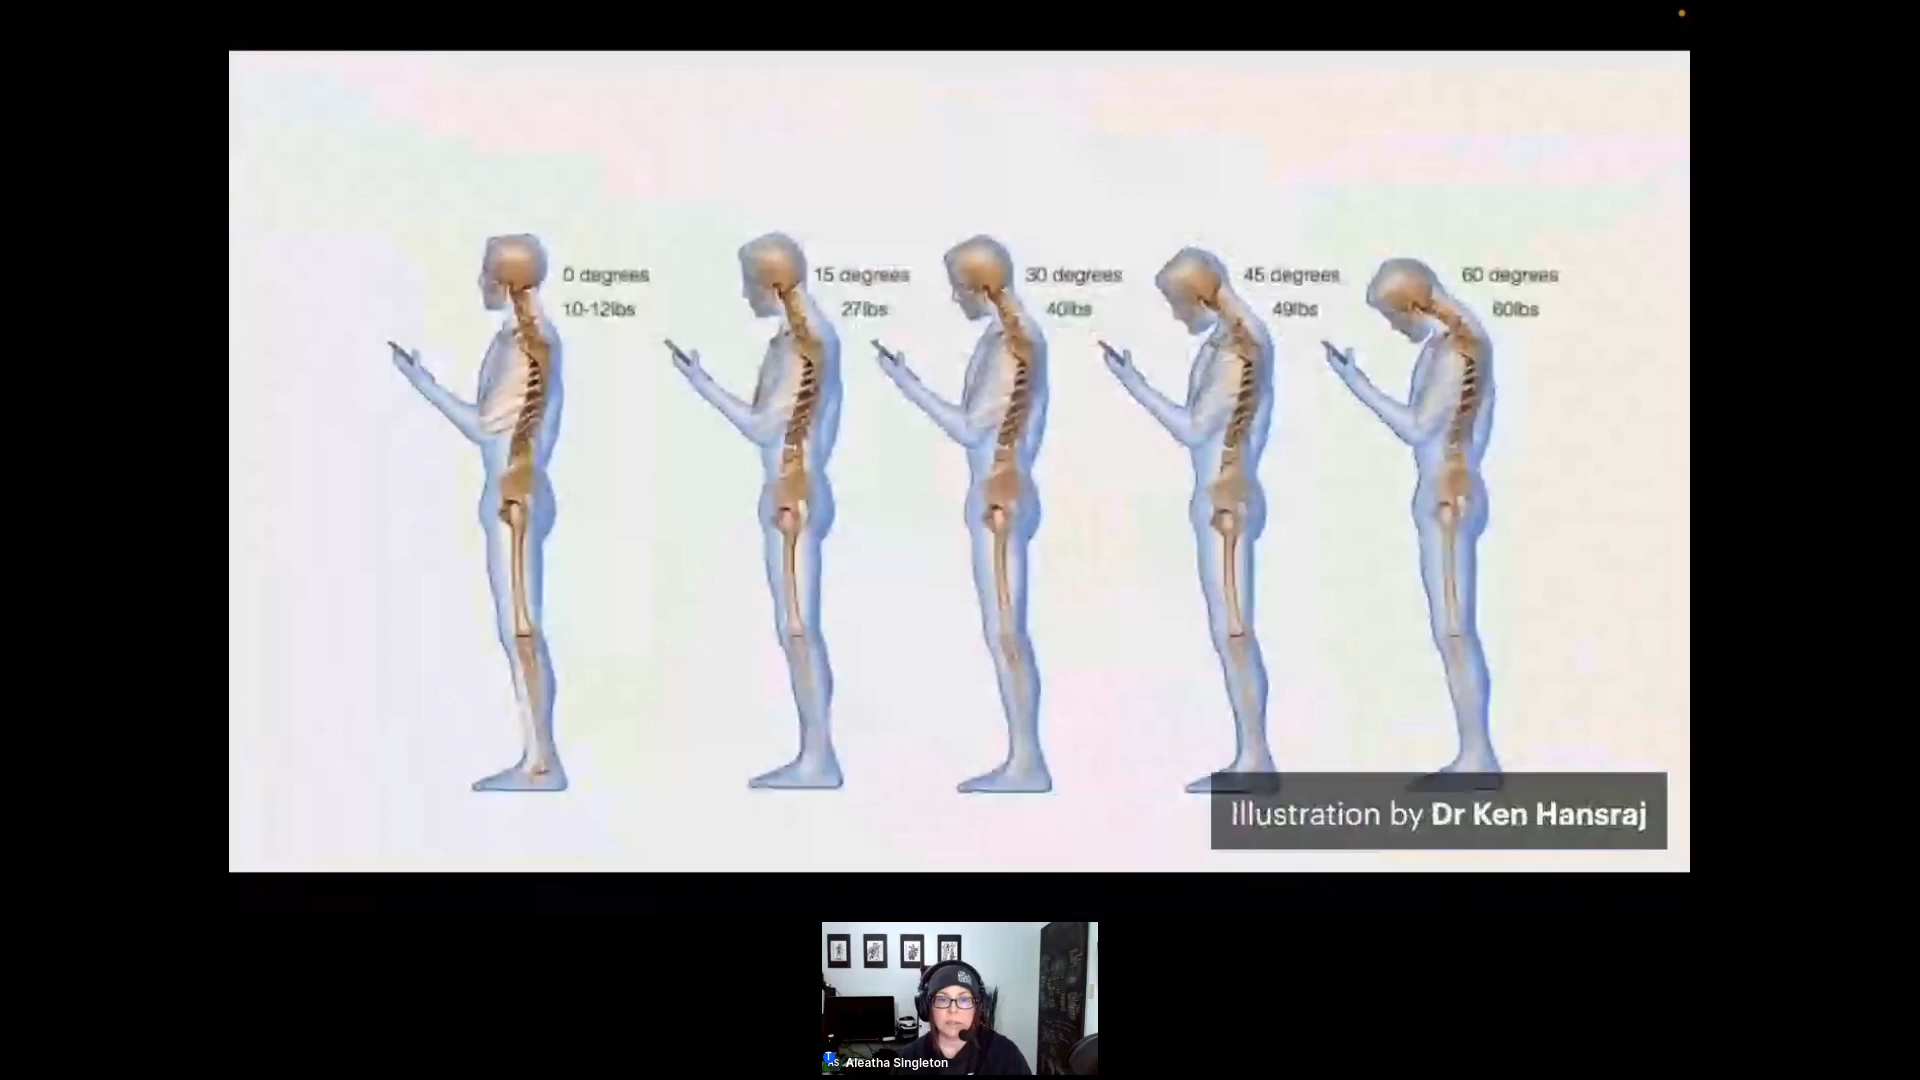 0 degrees
10-12lbs
15 degrees
27lbs
30 degrees
40lbs
45 degrees
49lbs
60 degrees
60lbs
Illustration by Dr Ken Hansraj
T
AS
Aleatha Singleton